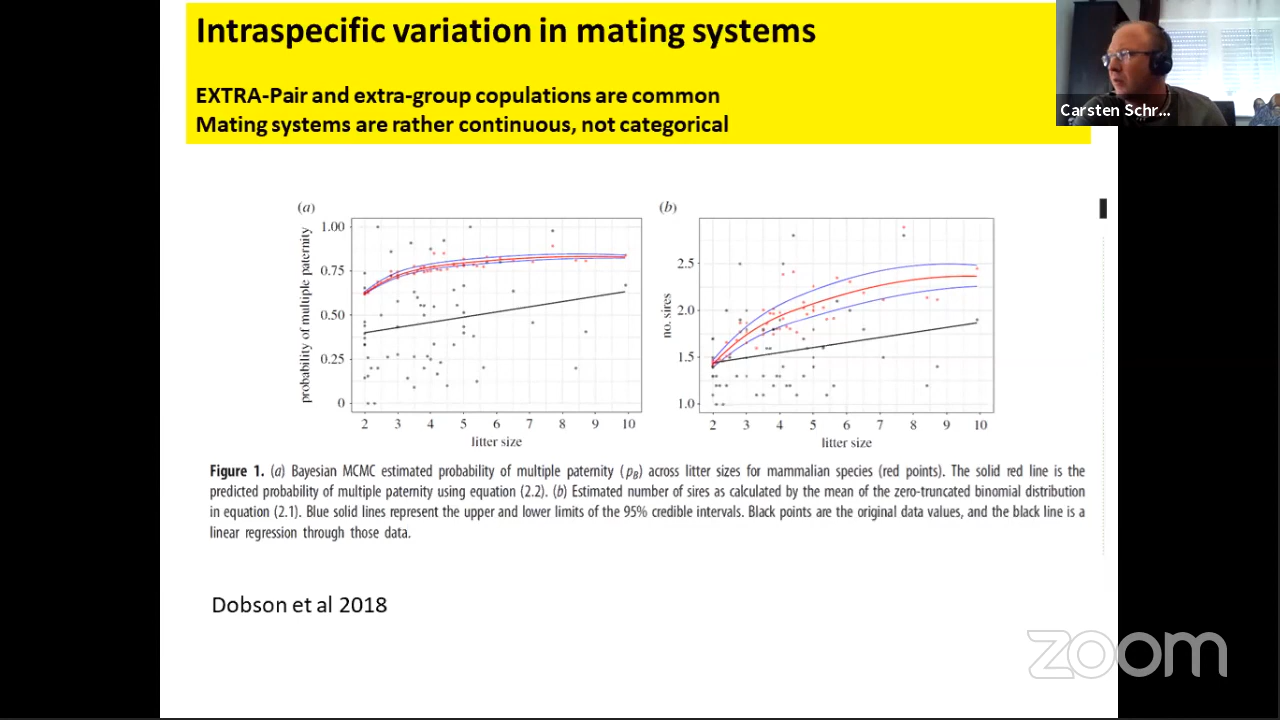 Intraspecific variation in mating systems
EXTRA-Pair and extra-group copulations are common
Mating systems are rather continuous, not categorical
Carsten Schr...
(a)
probability of multiple paternity
1.00
0.75
0.50
0.25
0
2 3 4 5 6 7 8 9 10
litter size
(b)
no. sires
2.5
2.0
1.5
1.0
2 3 4 5 6 7 8 9 10
litter size
Figure 1. (a) Bayesian MCMC estimated probability of multiple paternity (pB) across litter sizes for mammalian species (red points). The solid red line is the
predicted probability of multiple paternity using equation (2.2). (b) Estimated number of sires as calculated by the mean of the zero-truncated binomial distribution
in equation (2.1). Blue solid lines represent the upper and lower limits of the 95% credible intervals. Black points are the original data values, and the black line is a
linear regression through those data.
Dobson et al 2018
zoom